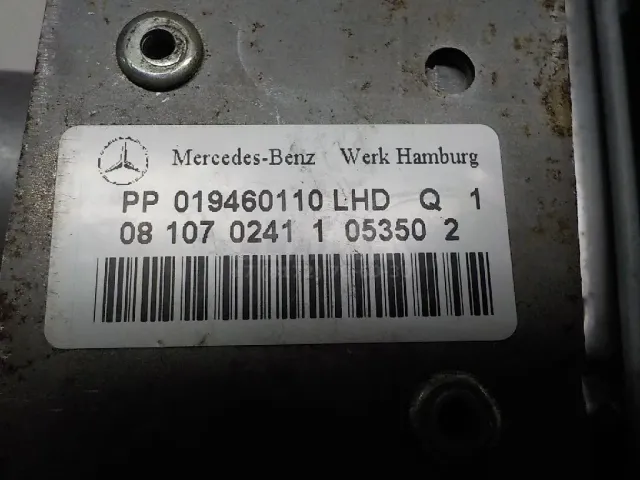 Mercedes-Benz Werk Hamburg
PP 019460110 LHD Q 1
08 107 0241 1 05350 2